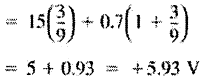 = 15(3/9) + 0.7(1 + 3/9)
= 5 + 0.93 = +5.93 V